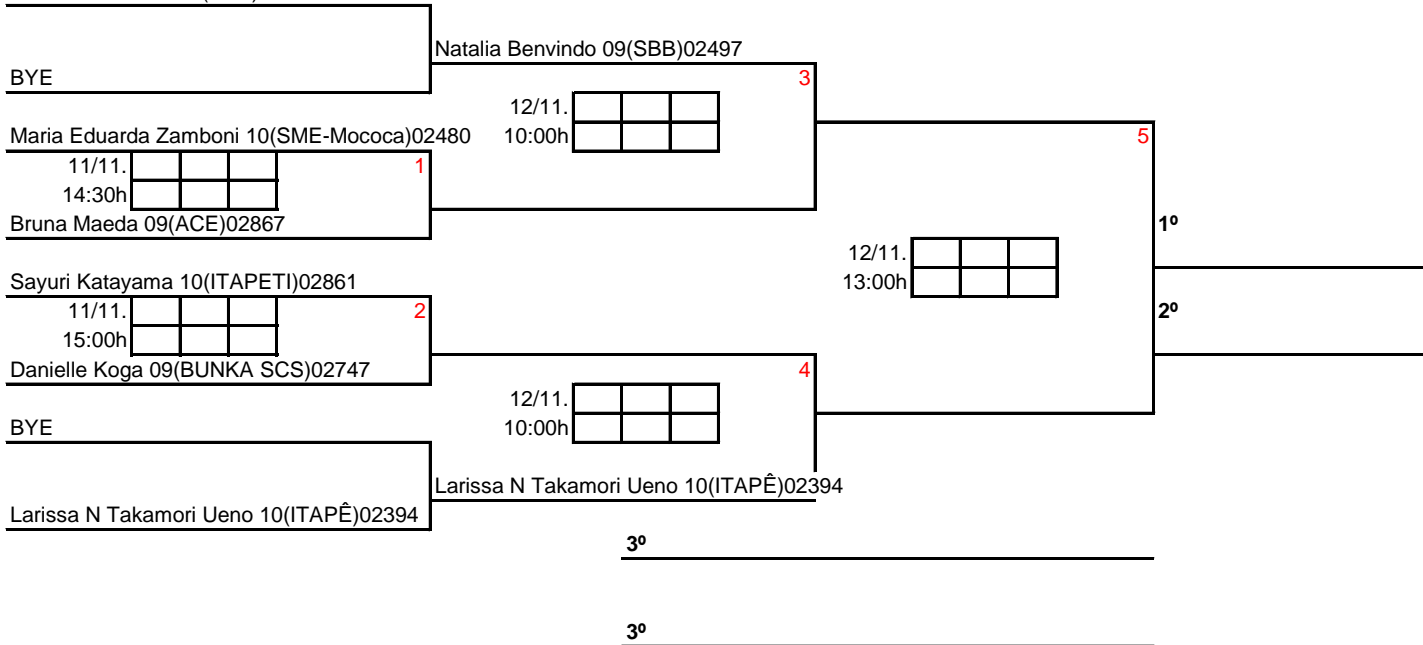 Natalia Benvindo 09(SBB)02497
BYE
3
12/11.
10:00h
Maria Eduarda Zamboni 10(SME-Mococa)02480
5
11/11.
1
14:30h
Bruna Maeda 09(ACE)02867
1º
12/11.
13:00h
Sayuri Katayama 10(ITAPETI)02861
11/11.
2
2º
15:00h
Danielle Koga 09(BUNKA SCS)02747
4
12/11.
10:00h
BYE
Larissa N Takamori Ueno 10(ITAPÊ)02394
Larissa N Takamori Ueno 10(ITAPÊ)02394
3º
3º